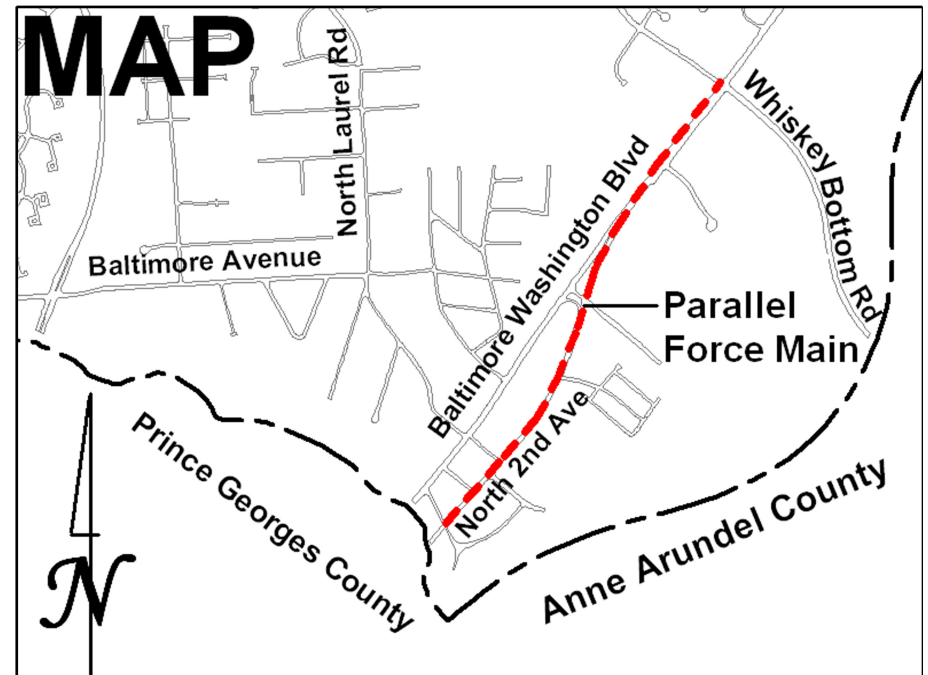 MAP
North Laurel Rd
Whiskey Bottom Rd
Baltimore Washington Blvd
Baltimore Avenue
Parallel
Force Main
North 2nd Ave
Prince Georges County
Anne Arundel County
N